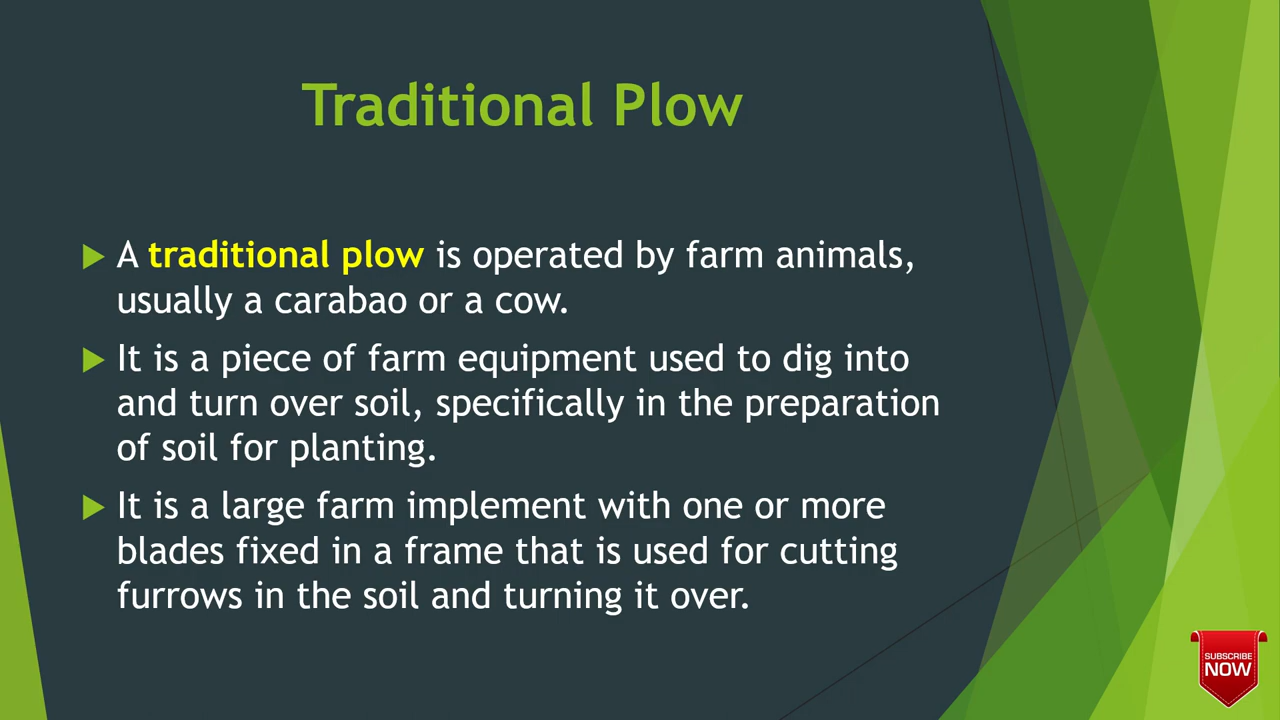 Traditional Plow
A traditional plow is operated by farm animals,
usually a carabao or a cow.
It is a piece of farm equipment used to dig into
and turn over soil, specifically in the preparation
of soil for planting.
It is a large farm implement with one or more
blades fixed in a frame that is used for cutting
furrows in the soil and turning it over.
SUBSCRIBE
NOW